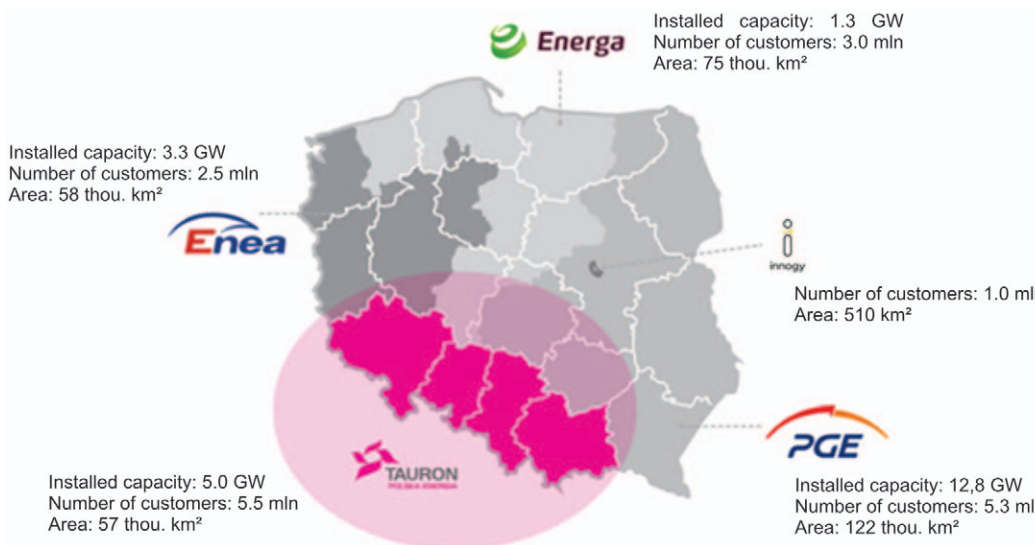 Energa
Installed capacity: 1.3 GW
Number of customers: 3.0 mln
Area: 75 thou. km²
Installed capacity: 3.3 GW
Number of customers: 2.5 mln
Area: 58 thou. km²
Enea
innogy
Number of customers: 1.0 ml
Area: 510 km²
PGE
TAURON
POLSKA ENERGIA
Installed capacity: 5.0 GW
Number of customers: 5.5 mln
Area: 57 thou. km²
Installed capacity: 12,8 GW
Number of customers: 5.3 ml
Area: 122 thou. km²